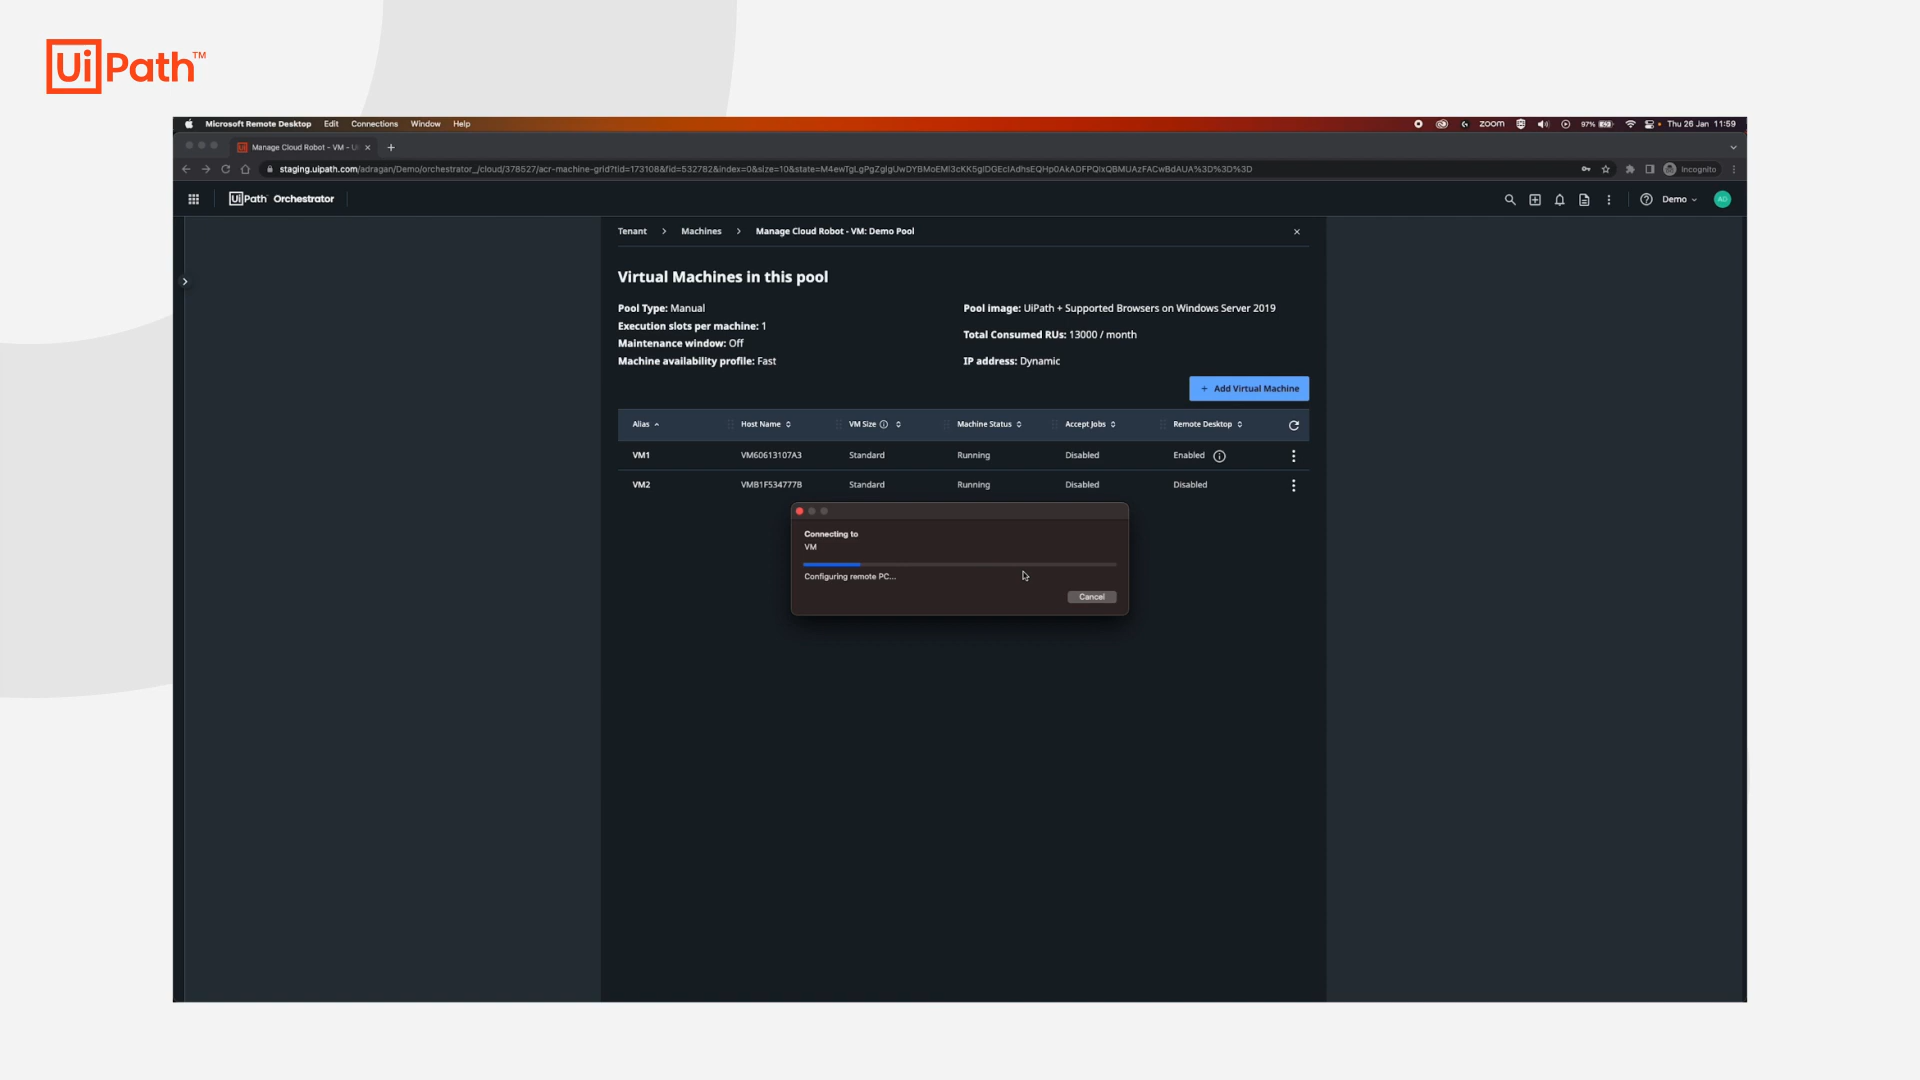 UiPath™
Microsoft Remote Desktop Edit Connections Window Help
zoom 97% Thu 26 Jan 11:59
Manage Cloud Robot - VM - U
Incognito
UiPath Orchestrator
Demo
AD
Tenant > Machines > Manage Cloud Robot - VM: Demo Pool
Virtual Machines in this pool
Pool Type: Manual
Execution slots per machine: 1
Maintenance window: Off
Machine availability profile: Fast
Pool image: UiPath + Supported Browsers on Windows Server 2019
Total Consumed RUs: 13000 / month
IP address: Dynamic
+ Add Virtual Machine
Alias Host Name VM Size Machine Status Accept Jobs Remote Desktop
VM1 VM60613107A3 Standard Running Disabled Enabled
VM2 VMB1F534777B Standard Running Disabled Disabled
Connecting to
VM
Configuring remote PC...
Cancel